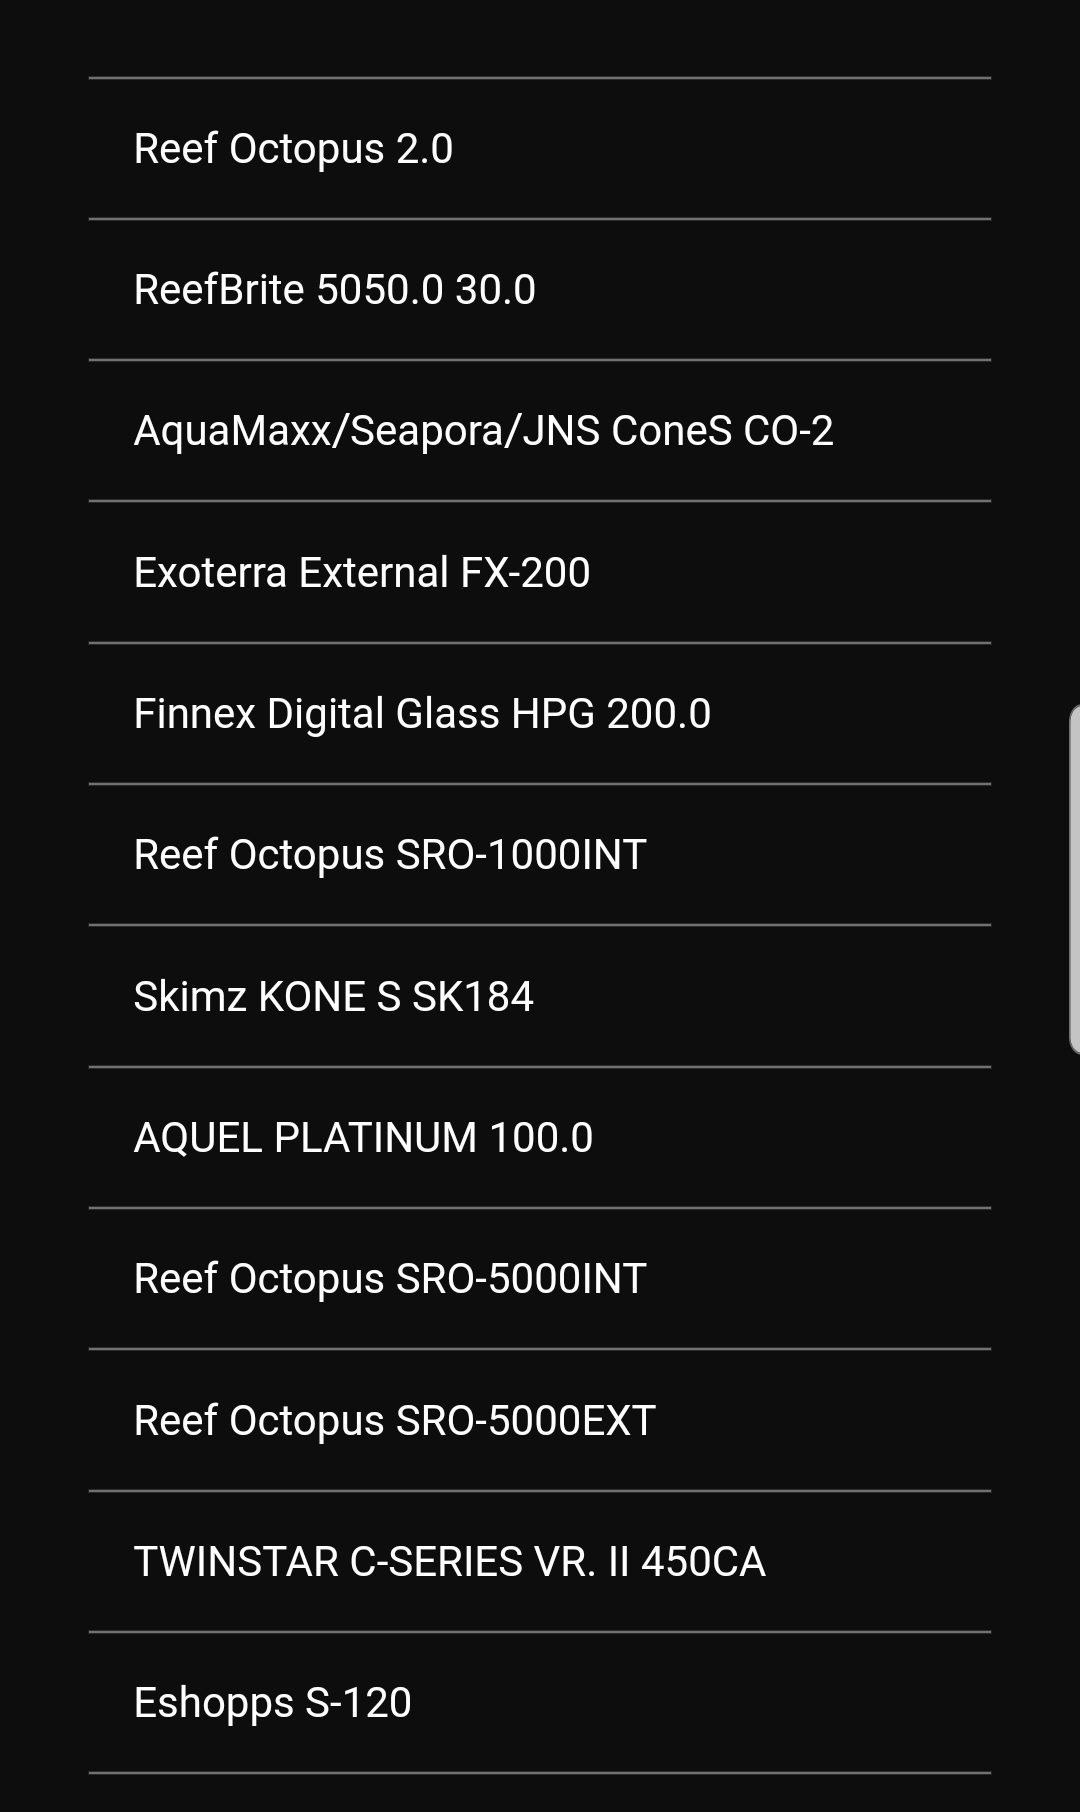 Reef Octopus 2.0
ReefBrite 5050.0 30.0
AquaMaxx/Seapora/JNS ConeS CO-2
Exoterra External FX-200
Finnex Digital Glass HPG 200.0
Reef Octopus SRO-1000INT
Skimz KONE S SK184
AQUEL PLATINUM 100.0
Reef Octopus SRO-5000INT
Reef Octopus SRO-5000EXT
TWINSTAR C-SERIES VR. II 450CA
Eshopps S-120